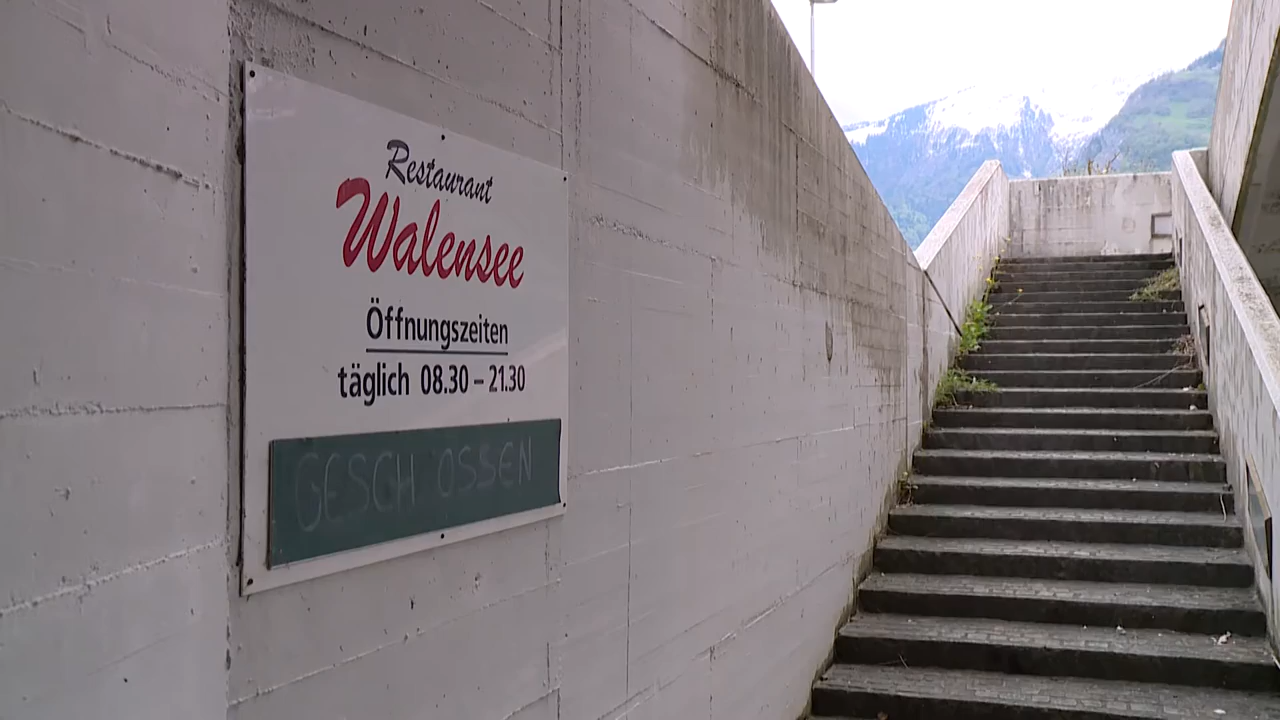 Restaurant
Walensee
Öffnungszeiten
täglich 08.30 – 21.30
GESCH OSSEN